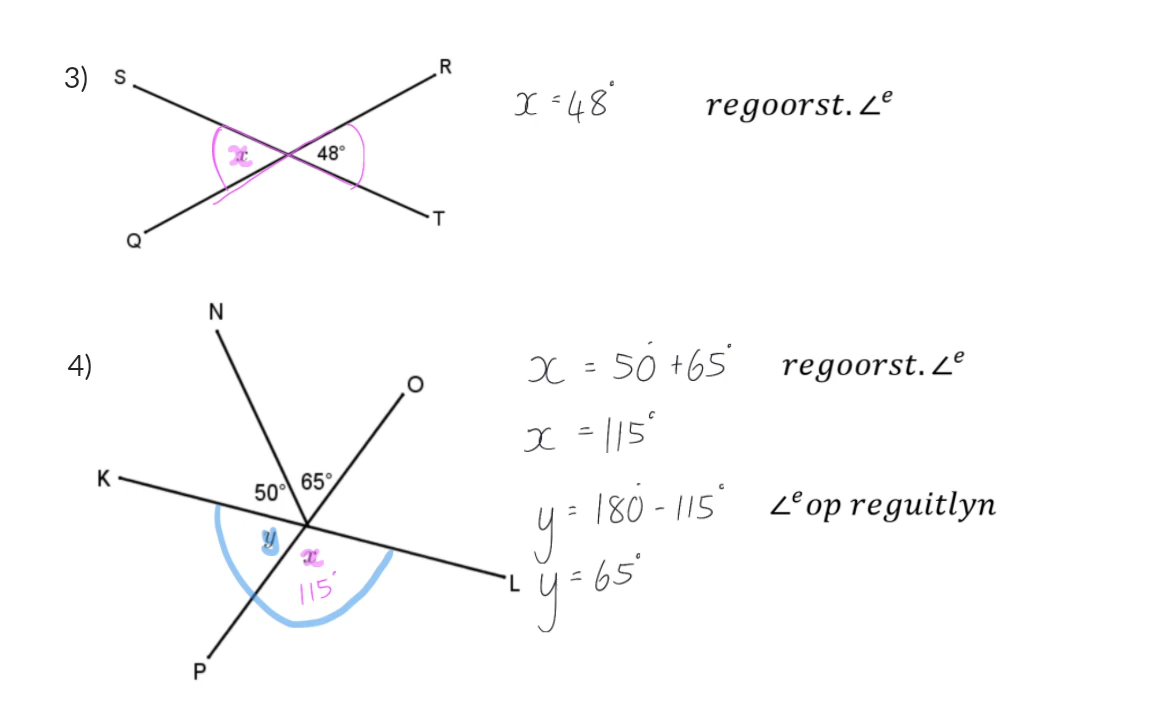 3) S R x = 48° regoorst. ∠ᵉ
x 48°
Q T
N
4) x = 50° + 65° regoorst. ∠ᵉ
O
x = 115°
K 50° 65° y = 180° - 115° ∠ᵉ op reguitlyn
y x
115° L y = 65°
P